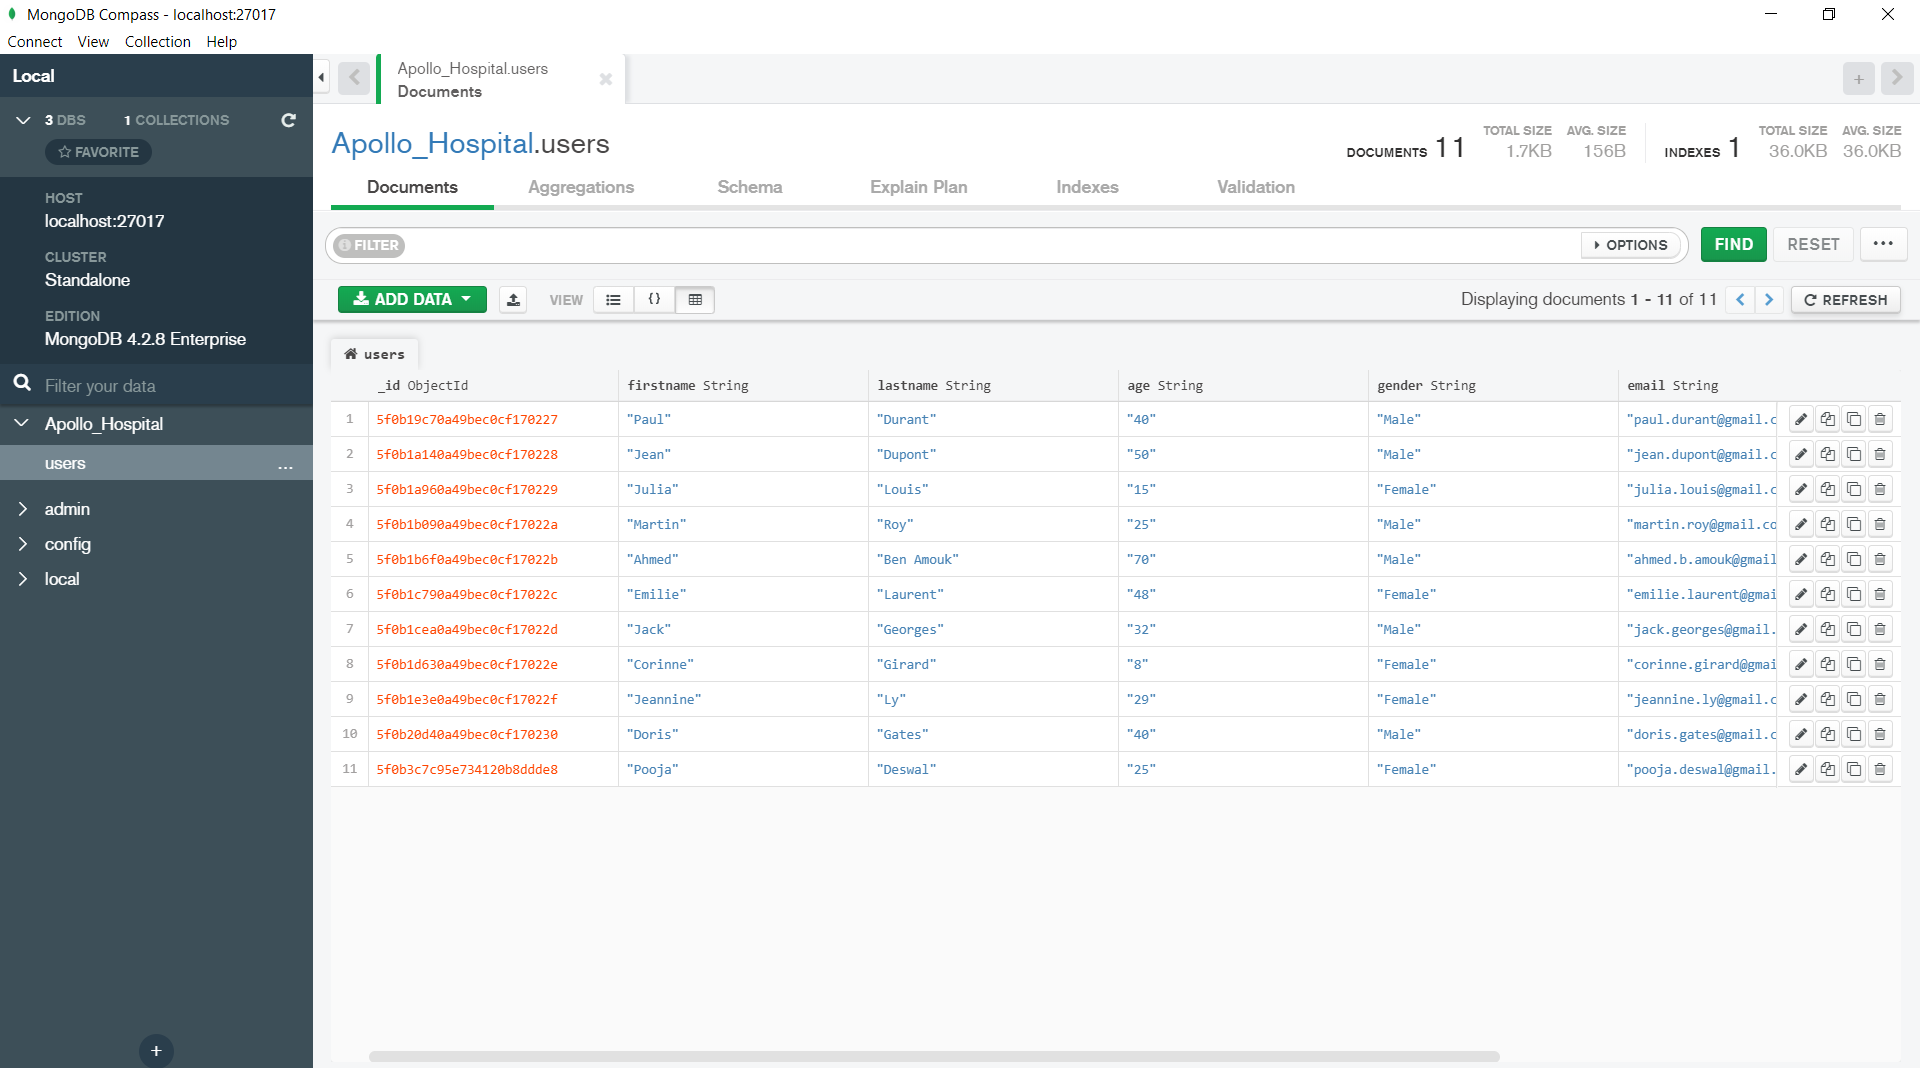 MongoDB Compass - localhost:27017
Connect View Collection Help
Local
3 DBS 1 COLLECTIONS
FAVORITE
HOST
localhost:27017
CLUSTER
Standalone
EDITION
MongoDB 4.2.8 Enterprise
Filter your data
Apollo_Hospital
users ...
admin
config
local
+
Apollo_Hospital.users
Documents
Apollo_Hospital.users
DOCUMENTS 11 TOTAL SIZE 1.7KB AVG. SIZE 156B INDEXES 1 TOTAL SIZE 36.0KB AVG. SIZE 36.0KB
Documents Aggregations Schema Explain Plan Indexes Validation
FILTER OPTIONS FIND RESET ...
ADD DATA VIEW {} Displaying documents 1 - 11 of 11 REFRESH
users
_id ObjectId firstname String lastname String age String gender String email String
1 5f0b19c70a49bec0cf170227 "Paul" "Durant" "40" "Male" "paul.durant@gmail.c
2 5f0b1a140a49bec0cf170228 "Jean" "Dupont" "50" "Male" "jean.dupont@gmail.c
3 5f0b1a960a49bec0cf170229 "Julia" "Louis" "15" "Female" "julia.louis@gmail.c
4 5f0b1b090a49bec0cf17022a "Martin" "Roy" "25" "Male" "martin.roy@gmail.co
5 5f0b1b6f0a49bec0cf17022b "Ahmed" "Ben Amouk" "70" "Male" "ahmed.b.amouk@gmail
6 5f0b1c790a49bec0cf17022c "Emilie" "Laurent" "48" "Female" "emilie.laurent@gmai
7 5f0b1cea0a49bec0cf17022d "Jack" "Georges" "32" "Male" "jack.georges@gmail.
8 5f0b1d630a49bec0cf17022e "Corinne" "Girard" "8" "Female" "corinne.girard@gmai
9 5f0b1e3e0a49bec0cf17022f "Jeannine" "Ly" "29" "Female" "jeannine.ly@gmail.c
10 5f0b20d40a49bec0cf170230 "Doris" "Gates" "40" "Male" "doris.gates@gmail.c
11 5f0b3c7c95e734120b8ddde8 "Pooja" "Deswal" "25" "Female" "pooja.deswal@gmail.